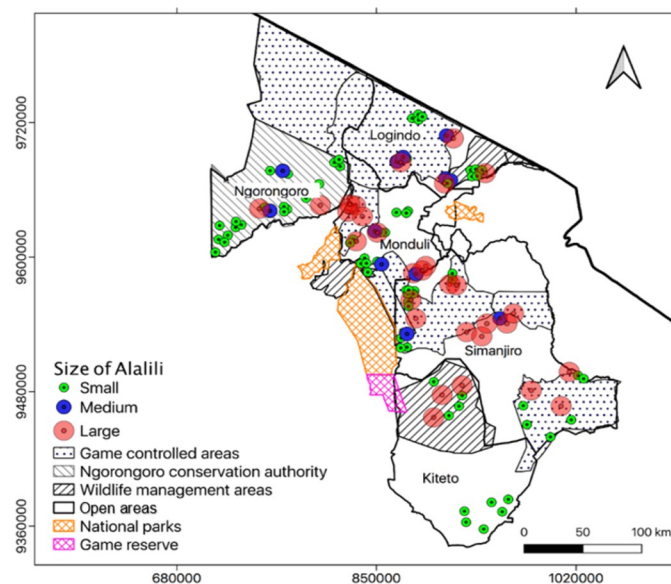 9720000
9600000
9480000
9360000
Logindo
Ngorongoro
Monduli
Simanjiro
Kiteto
Size of Alalili
Small
Medium
Large
Game controlled areas
Ngorongoro conservation authority
Wildlife management areas
Open areas
National parks
Game reserve
0 50 100 km
680000 850000 1020000